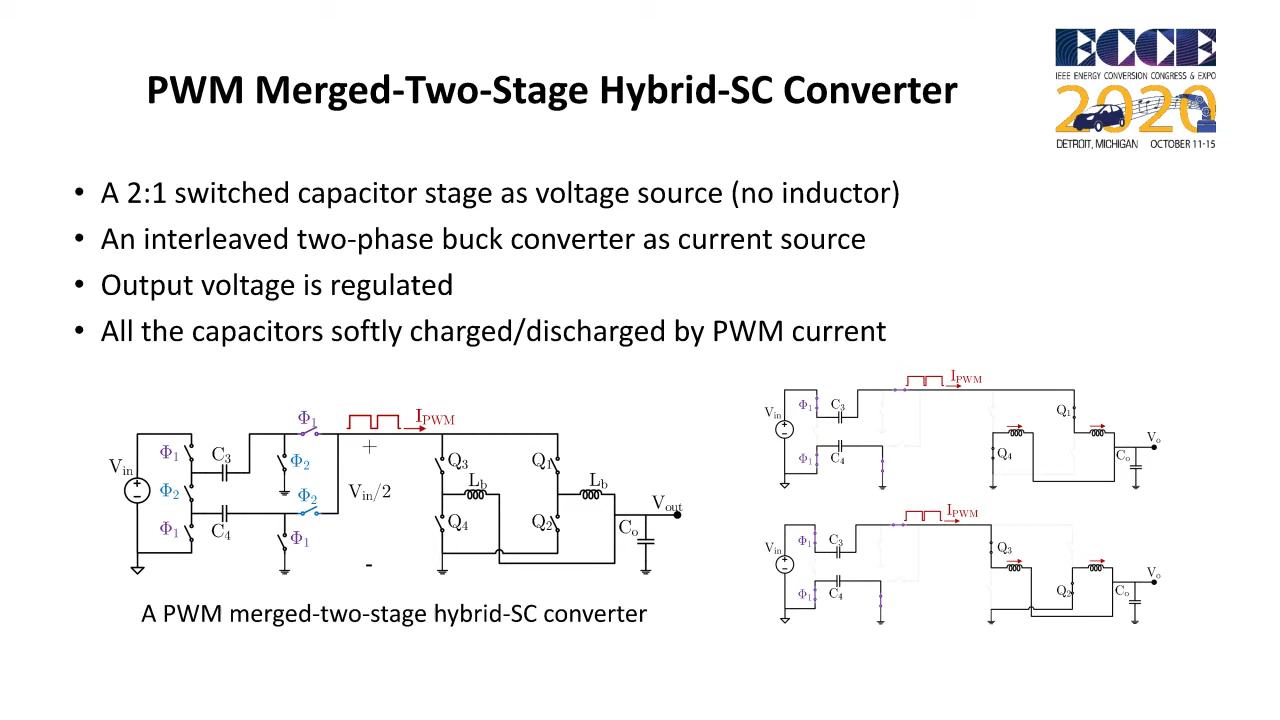 PWM Merged-Two-Stage Hybrid-SC Converter
ECCE
IEEE ENERGY CONVERSION CONGRESS & EXPO
2020
DETROIT, MICHIGAN OCTOBER 11-15
• A 2:1 switched capacitor stage as voltage source (no inductor)
• An interleaved two-phase buck converter as current source
• Output voltage is regulated
• All the capacitors softly charged/discharged by PWM current
Φ1 IPWM
+
Φ1 C3 Φ2 Q3 Q1
Vin
+
−
Φ2 Φ2 Vin/2 Lb Lb Vout
Φ1 C4 Φ1 Q4 Q2 Co
-
A PWM merged-two-stage hybrid-SC converter
IPWM
Vin Φ1 C3 Q1
+
−
Φ1 C4 Q4 Co Vo
IPWM
Vin Φ1 C3 Q3
+
−
Φ1 C4 Q2 Co Vo